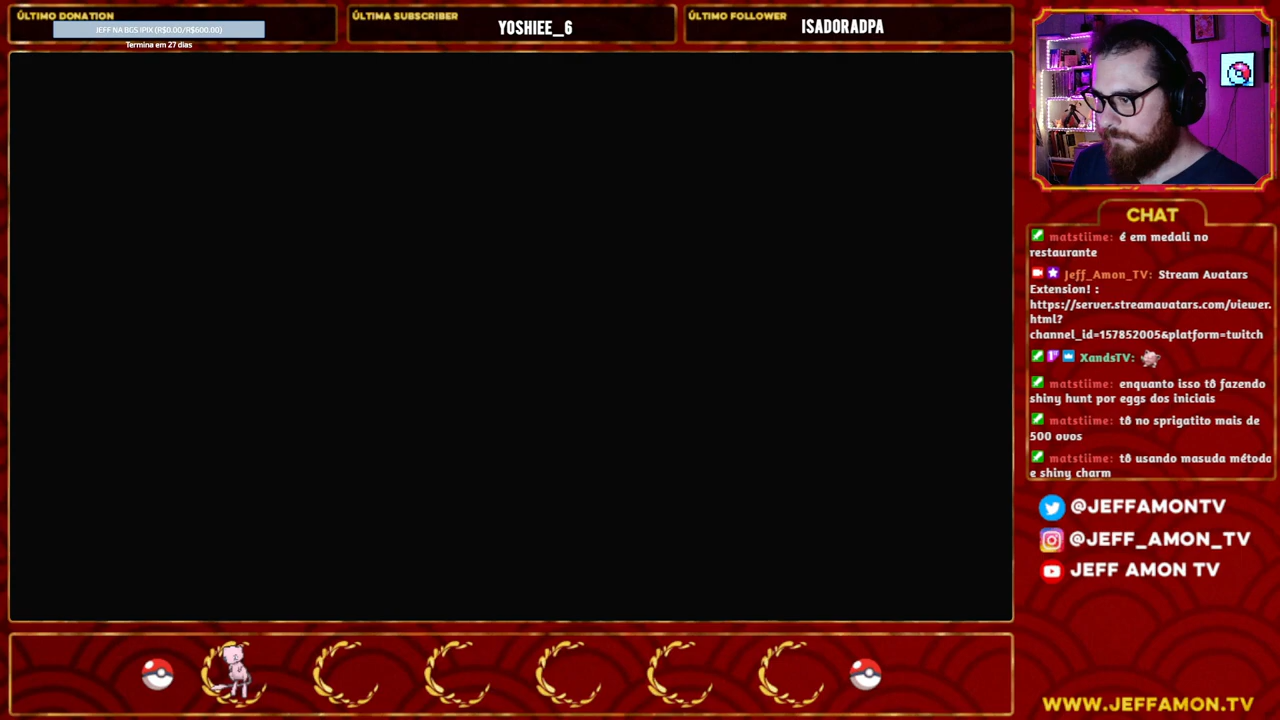 ÚLTIMO DONATION
JEFF NA BGS IPIX (R$0.00/R$600.00)
Termina em 27 dias
ÚLTIMA SUBSCRIBER
YOSHIEE_6
ÚLTIMO FOLLOWER
ISADORADPA
CHAT
matstiime: é em medali no
restaurante
Jeff_Amon_TV: Stream Avatars
Extension! :
https://server.streamavatars.com/viewer.
html?
channel_id=157852005&platform=twitch
XandsTV:
matstiime: enquanto isso tô fazendo
shiny hunt por eggs dos iniciais
matstiime: tô no sprigatito mais de
500 ovos
matstiime: tô usando masuda método
e shiny charm
@JEFFAMONTV
@JEFF_AMON_TV
JEFF AMON TV
WWW.JEFFAMON.TV